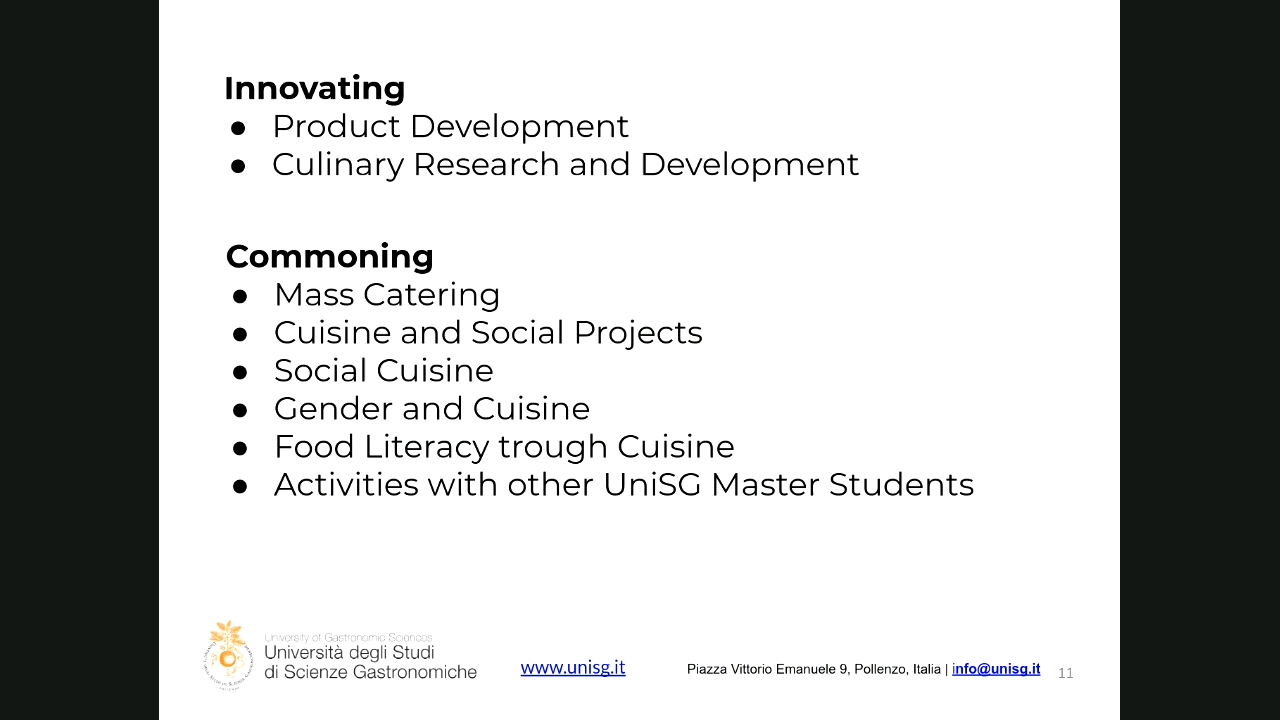 Innovating
● Product Development
● Culinary Research and Development
Commoning
● Mass Catering
● Cuisine and Social Projects
● Social Cuisine
● Gender and Cuisine
● Food Literacy trough Cuisine
● Activities with other UniSG Master Students
University of Gastronomic Sciences
Università degli Studi
di Scienze Gastronomiche
www.unisg.it
Piazza Vittorio Emanuele 9, Pollenzo, Italia | info@unisg.it
11